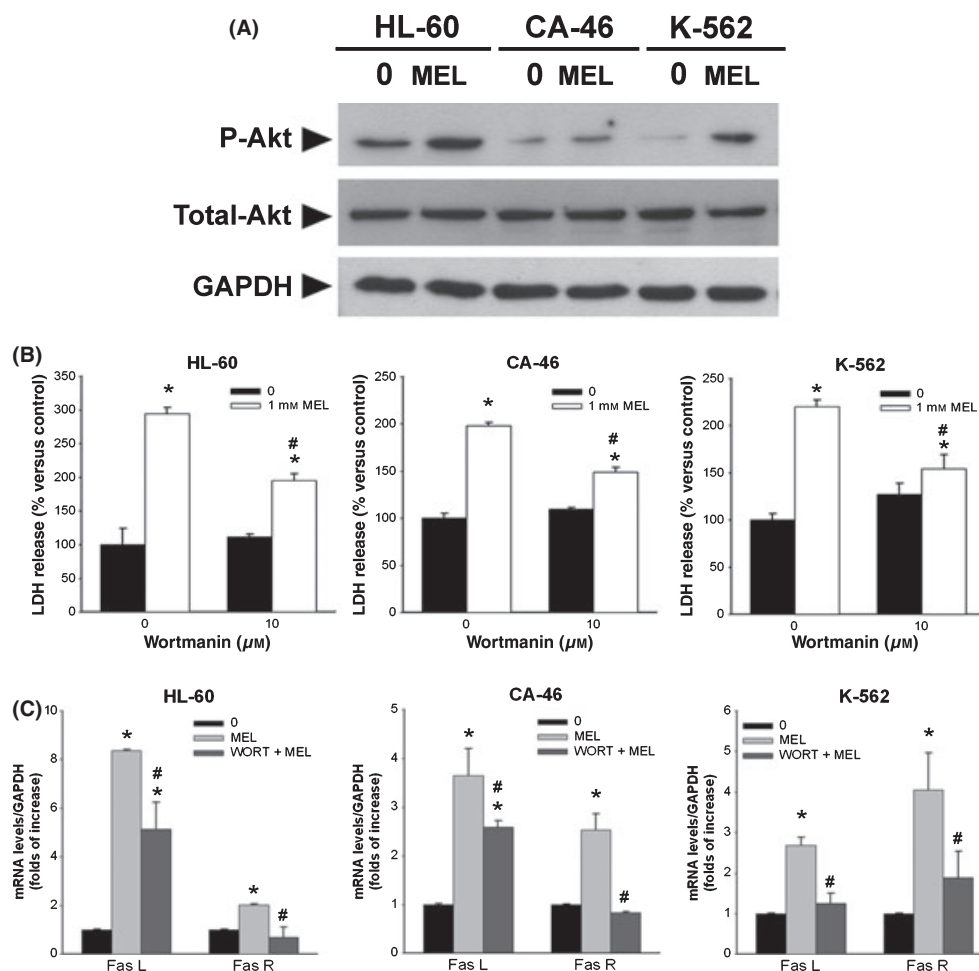 (A)
HL-60 CA-46 K-562
0 MEL 0 MEL 0 MEL
P-Akt
Total-Akt
GAPDH
(B)
HL-60
LDH release (% versus control)
350
300
250
200
150
100
50
0
0
1 mM MEL
*
#
*
0 10
Wortmanin (µM)
CA-46
LDH release (% versus control)
250
200
150
100
50
0
0
1 mM MEL
*
#
*
0 10
Wortmanin (µM)
K-562
LDH release (% versus control)
250
200
150
100
50
0
0
1 mM MEL
*
#
*
0 10
Wortmanin (µM)
(C)
HL-60
mRNA levels/GAPDH
(folds of increase)
10
8
6
4
2
0
0
MEL
WORT + MEL
*
#
*
*
#
Fas L Fas R
CA-46
mRNA levels/GAPDH
(folds of increase)
5
4
3
2
1
0
0
MEL
WORT + MEL
*
#
*
*
#
Fas L Fas R
K-562
mRNA levels/GAPDH
(folds of increase)
6
5
4
3
2
1
0
0
MEL
WORT + MEL
*
#
*
#
Fas L Fas R